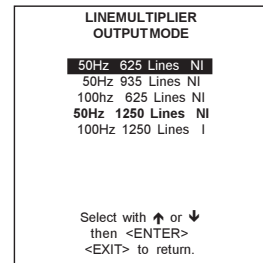 LINEMULTIPLIER
OUTPUT MODE
50Hz 625 Lines NI
50Hz 935 Lines NI
100hz 625 Lines NI
50Hz 1250 Lines NI
100Hz 1250 Lines I
Select with ↑ or ↓
then <ENTER>
<EXIT> to return.